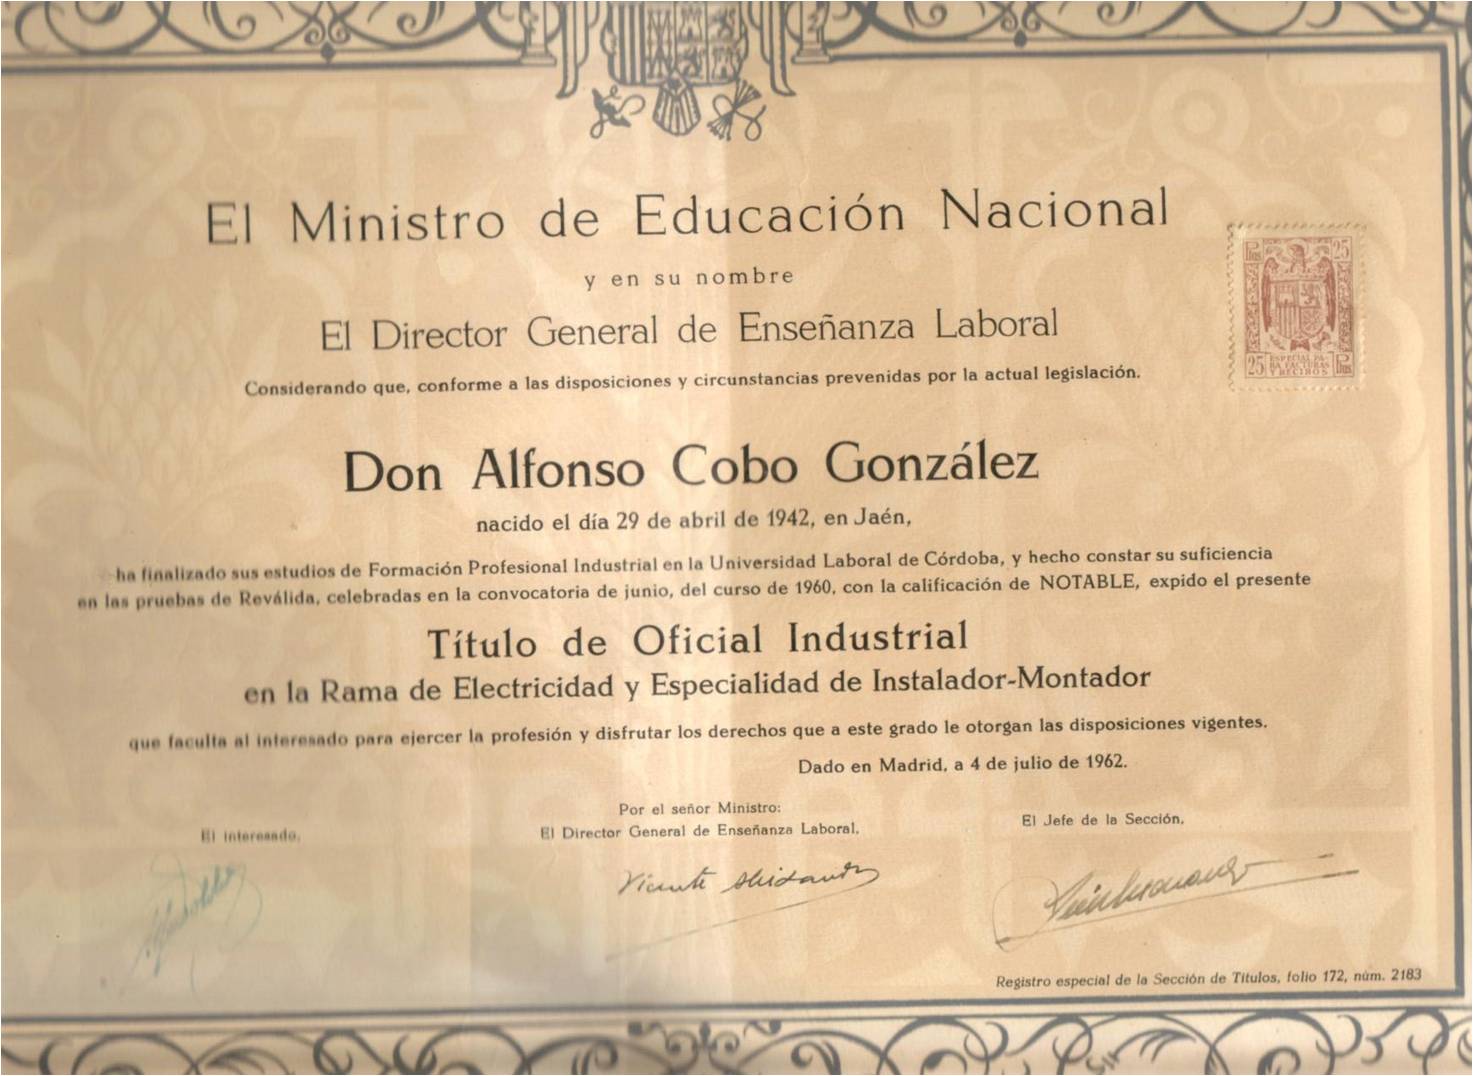 El Ministro de Educación Nacional
y en su nombre
El Director General de Enseñanza Laboral
Considerando que, conforme a las disposiciones y circunstancias prevenidas por la actual legislación.
Ptas 25
25 ESPECIAL PA- Ptas
RA FACTURAS
Y RECIBOS
Don Alfonso Cobo González
nacido el día 29 de abril de 1942, en Jaén,
ha finalizado sus estudios de Formación Profesional Industrial en la Universidad Laboral de Córdoba, y hecho constar su suficiencia
en las pruebas de Reválida, celebradas en la convocatoria de junio, del curso de 1960, con la calificación de NOTABLE, expido el presente
Título de Oficial Industrial
en la Rama de Electricidad y Especialidad de Instalador-Montador
que faculta al interesado para ejercer la profesión y disfrutar los derechos que a este grado le otorgan las disposiciones vigentes.
Dado en Madrid, a 4 de julio de 1962.
El interesado,
Por el señor Ministro:
El Director General de Enseñanza Laboral,
El Jefe de la Sección,
Vicente
Registro especial de la Sección de Títulos, folio 172, núm. 2183